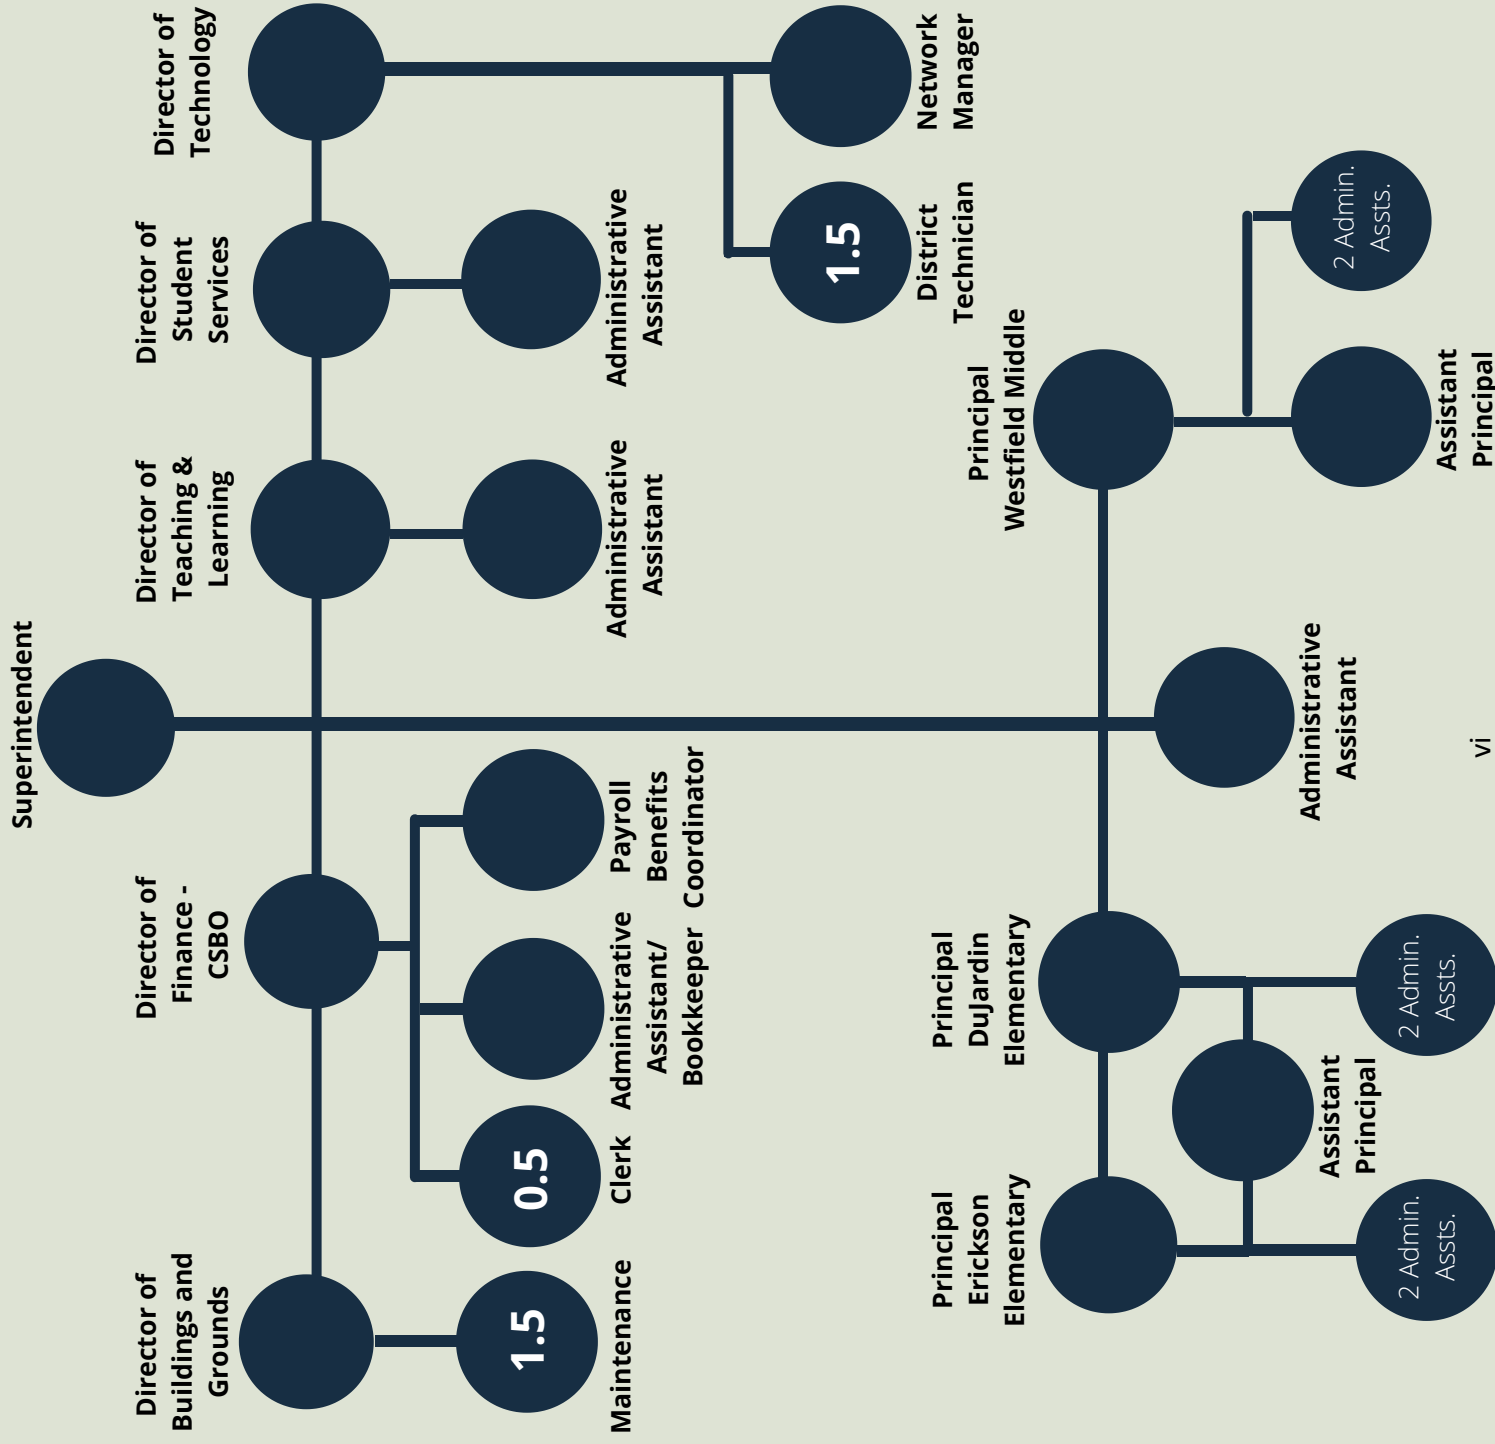 Superintendent
Director of
Buildings and
Grounds
Director of
Finance -
CSBO
Director of
Teaching &
Learning
Director of
Student
Services
Director of
Technology
1.5
Maintenance
0.5
Clerk
Administrative
Assistant/
Bookkeeper
Payroll
Benefits
Coordinator
Administrative
Assistant
Administrative
Assistant
1.5
District
Technician
Network
Manager
Principal
Erickson
Elementary
Principal
DuJardin
Elementary
Principal
Westfield Middle
Assistant
Principal
2 Admin.
Assts.
2 Admin.
Assts.
Administrative
Assistant
Assistant
Principal
2 Admin.
Assts.
vi